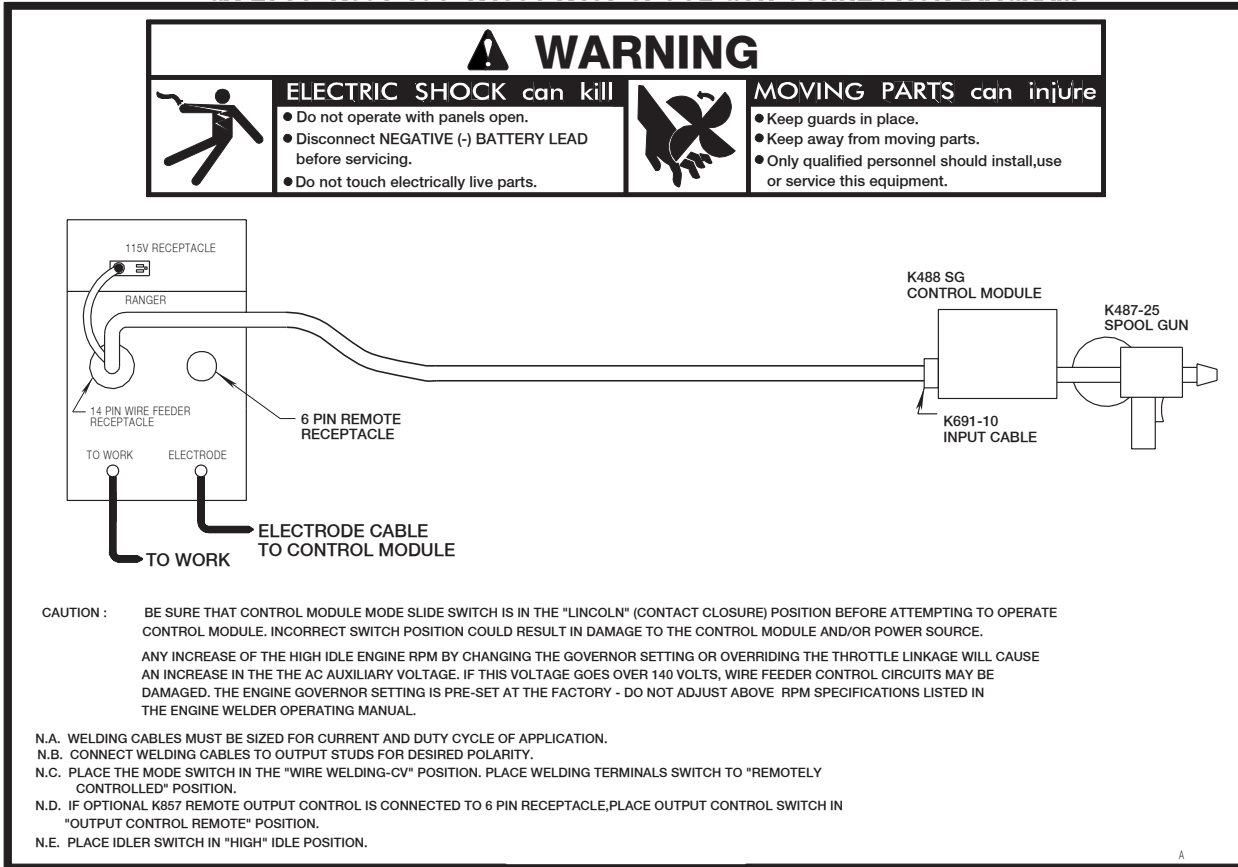 WARNING
ELECTRIC SHOCK can kill
● Do not operate with panels open.
● Disconnect NEGATIVE (-) BATTERY LEAD
before servicing.
● Do not touch electrically live parts.
MOVING PARTS can injure
● Keep guards in place.
● Keep away from moving parts.
● Only qualified personnel should install,use
or service this equipment.
115V RECEPTACLE
RANGER
14 PIN WIRE FEEDER
RECEPTACLE
6 PIN REMOTE
RECEPTACLE
TO WORK
ELECTRODE
ELECTRODE CABLE
TO CONTROL MODULE
TO WORK
K488 SG
CONTROL MODULE
K487-25
SPOOL GUN
K691-10
INPUT CABLE
CAUTION : BE SURE THAT CONTROL MODULE MODE SLIDE SWITCH IS IN THE "LINCOLN" (CONTACT CLOSURE) POSITION BEFORE ATTEMPTING TO OPERATE
CONTROL MODULE. INCORRECT SWITCH POSITION COULD RESULT IN DAMAGE TO THE CONTROL MODULE AND/OR POWER SOURCE.
ANY INCREASE OF THE HIGH IDLE ENGINE RPM BY CHANGING THE GOVERNOR SETTING OR OVERRIDING THE THROTTLE LINKAGE WILL CAUSE
AN INCREASE IN THE THE AC AUXILIARY VOLTAGE. IF THIS VOLTAGE GOES OVER 140 VOLTS, WIRE FEEDER CONTROL CIRCUITS MAY BE
DAMAGED. THE ENGINE GOVERNOR SETTING IS PRE-SET AT THE FACTORY - DO NOT ADJUST ABOVE RPM SPECIFICATIONS LISTED IN
THE ENGINE WELDER OPERATING MANUAL.
N.A. WELDING CABLES MUST BE SIZED FOR CURRENT AND DUTY CYCLE OF APPLICATION.
N.B. CONNECT WELDING CABLES TO OUTPUT STUDS FOR DESIRED POLARITY.
N.C. PLACE THE MODE SWITCH IN THE "WIRE WELDING-CV" POSITION. PLACE WELDING TERMINALS SWITCH TO "REMOTELY
CONTROLLED" POSITION.
N.D. IF OPTIONAL K857 REMOTE OUTPUT CONTROL IS CONNECTED TO 6 PIN RECEPTACLE,PLACE OUTPUT CONTROL SWITCH IN
"OUTPUT CONTROL REMOTE" POSITION.
N.E. PLACE IDLER SWITCH IN "HIGH" IDLE POSITION.
A